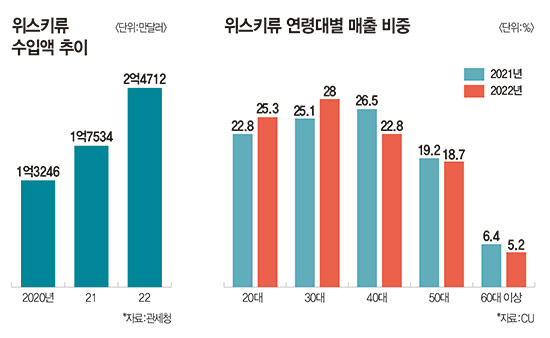 위스키류
수입액 추이
〈단위:만달러〉
1억3246
1억7534
2억4712
2020년
21
22
*자료:관세청
위스키류 연령대별 매출 비중
〈단위:%〉
2021년
2022년
22.8
25.3
25.1
28
26.5
22.8
19.2
18.7
6.4
5.2
20대
30대
40대
50대
60대 이상
*자료:CU